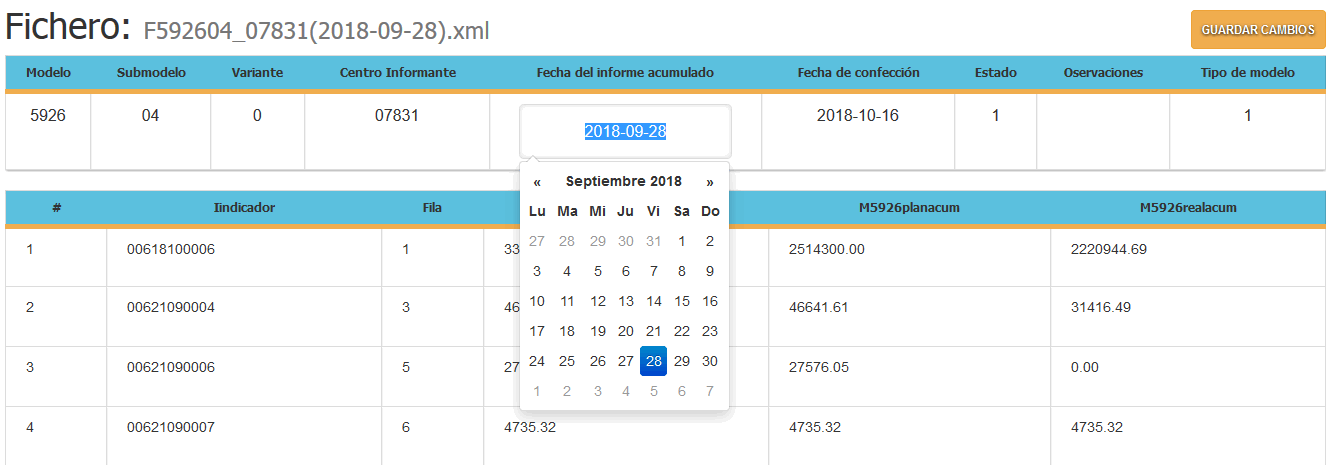 Fichero: F592604_07831(2018-09-28).xml
GUARDAR CAMBIOS
Modelo Submodelo Variante Centro Informante Fecha del informe acumulado Fecha de confección Estado Oservaciones Tipo de modelo
5926 04 0 07831 2018-09-28 2018-10-16 1 1
« Septiembre 2018 »
Lu Ma Mi Ju Vi Sa Do
27 28 29 30 31 1 2
3 4 5 6 7 8 9
10 11 12 13 14 15 16
17 18 19 20 21 22 23
24 25 26 27 28 29 30
1 2 3 4 5 6 7
# Iindicador Fila M5926planacum M5926realacum
1 00618100006 1 33 2514300.00 2220944.69
2 00621090004 3 46 46641.61 31416.49
3 00621090006 5 27 27576.05 0.00
4 00621090007 6 4735.32 4735.32 4735.32